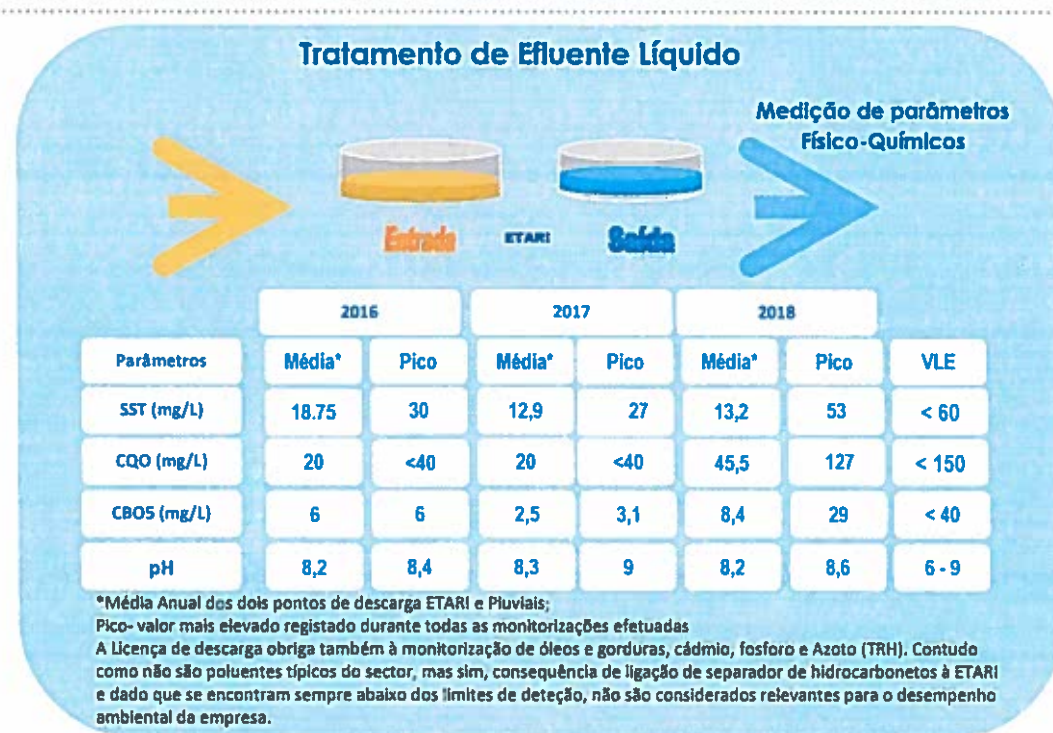 Tratamento de Efluente Líquido
Medição de parâmetros
Físico-Químicos
Entrada ETARI Saída
2016 2017 2018
Parâmetros Média* Pico Média* Pico Média* Pico VLE
SST (mg/L) 18.75 30 12,9 27 13,2 53 < 60
CQO (mg/L) 20 <40 20 <40 45,5 127 < 150
CBO5 (mg/L) 6 6 2,5 3,1 8,4 29 < 40
pH 8,2 8,4 8,3 9 8,2 8,6 6 - 9
*Média Anual dos dois pontos de descarga ETARI e Pluviais;
Pico- valor mais elevado registado durante todas as monitorizações efetuadas
A Licença de descarga obriga também à monitorização de óleos e gorduras, cádmio, fosforo e Azoto (TRH). Contudo
como não são poluentes típicos do sector, mas sim, consequência de ligação de separador de hidrocarbonetos à ETARI
e dado que se encontram sempre abaixo dos limites de deteção, não são considerados relevantes para o desempenho
ambiental da empresa.